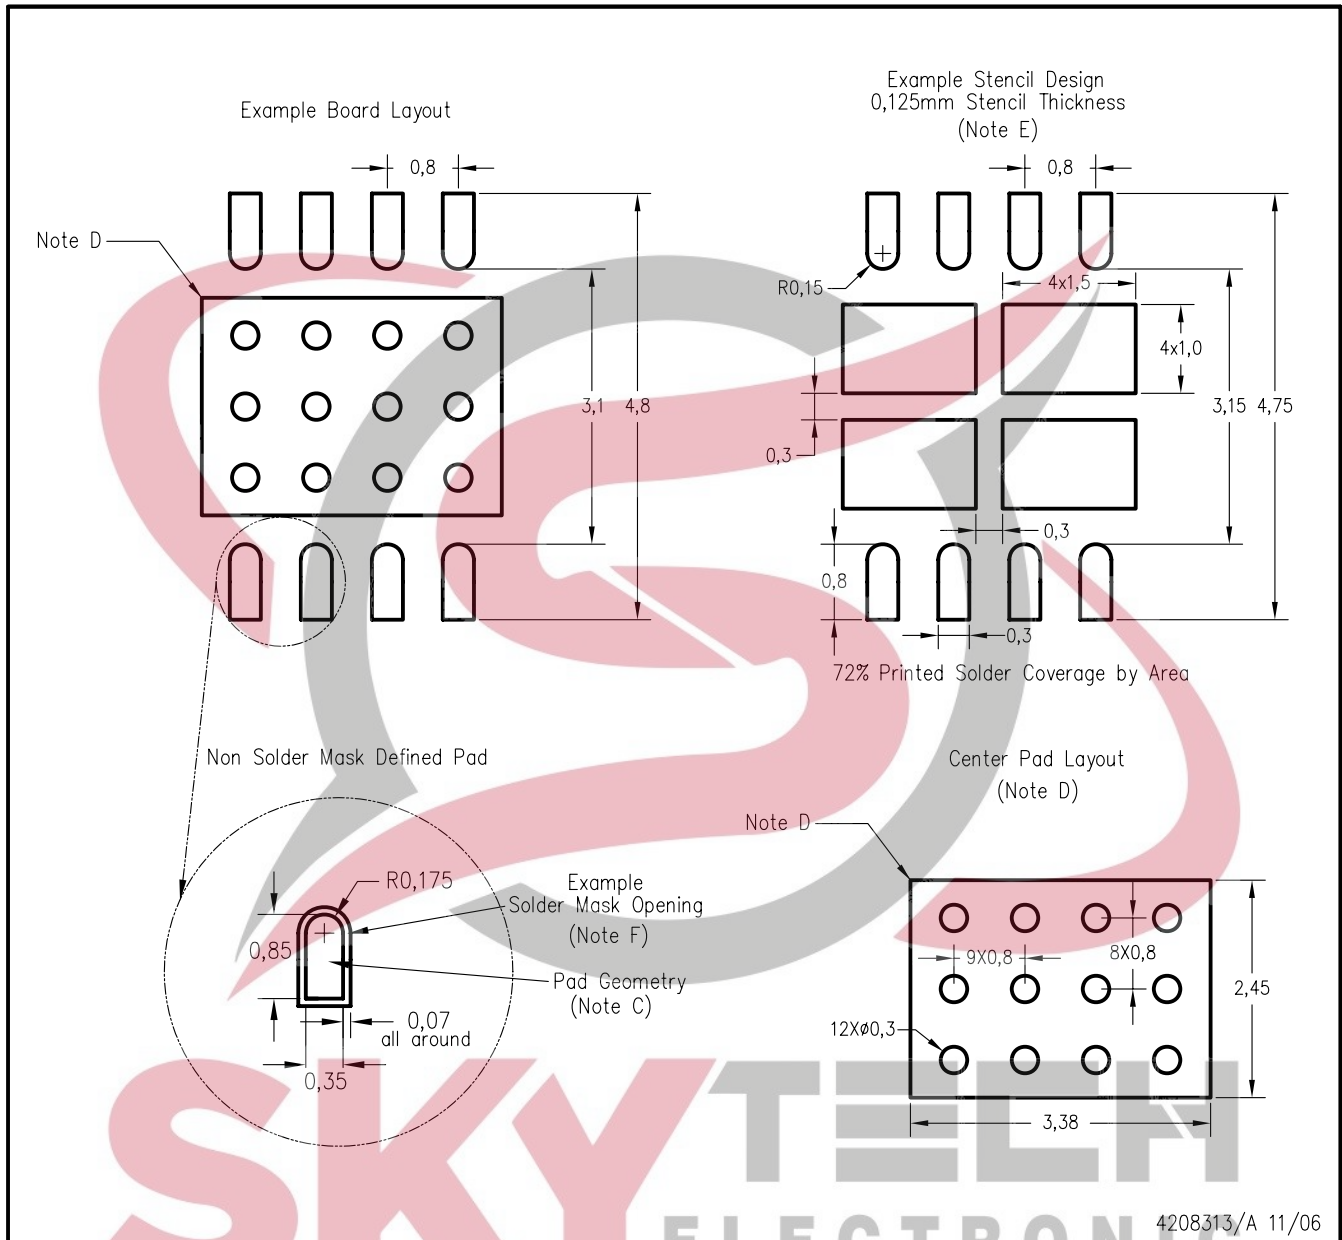 Example Board Layout
0,8
Note D
3,1
4,8
Example Stencil Design
0,125mm Stencil Thickness
(Note E)
0,8
R0,15
4x1,5
4x1,0
3,15
4,75
0,3
0,3
0,8
0,3
72% Printed Solder Coverage by Area
Non Solder Mask Defined Pad
R0,175
Example
Solder Mask Opening
(Note F)
0,85
Pad Geometry
(Note C)
0,07
all around
0,35
Center Pad Layout
(Note D)
Note D
9X0,8
8X0,8
2,45
12XØ0,3
3,38
SKYTECH
ELECTRONIC
4208313/A 11/06